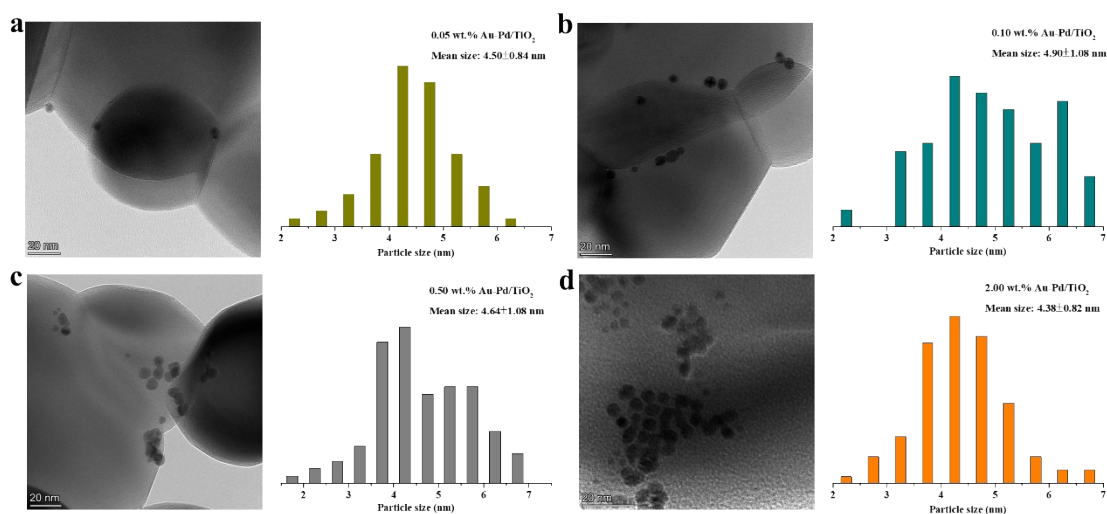 a
0.05 wt.% Au-Pd/TiO2
Mean size: 4.50±0.84 nm
20 nm
2 3 4 5 6 7
Particle size (nm)
b
0.10 wt.% Au-Pd/TiO2
Mean size: 4.90±1.08 nm
20 nm
2 3 4 5 6 7
Particle size (nm)
c
0.50 wt.% Au-Pd/TiO2
Mean size: 4.64±1.08 nm
20 nm
2 3 4 5 6 7
Particle size (nm)
d
2.00 wt.% Au-Pd/TiO2
Mean size: 4.38±0.82 nm
20 nm
2 3 4 5 6 7
Particle size (nm)